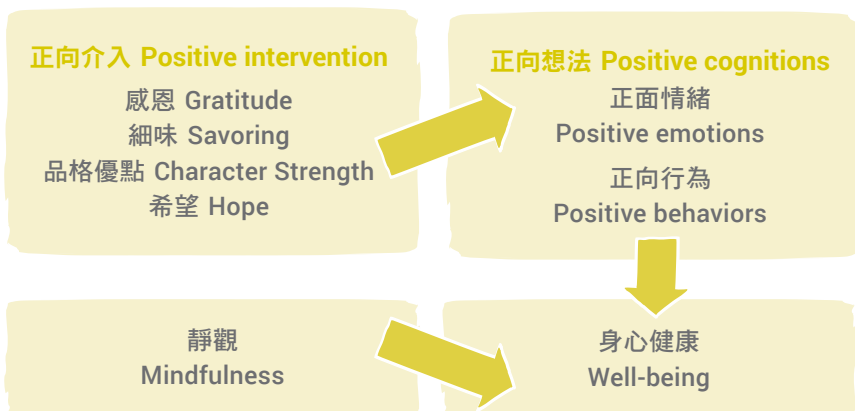 正向介入 Positive intervention
感恩 Gratitude
細味 Savoring
品格優點 Character Strength
希望 Hope
正向想法 Positive cognitions
正面情緒
Positive emotions
正向行為
Positive behaviors
靜觀
Mindfulness
身心健康
Well-being